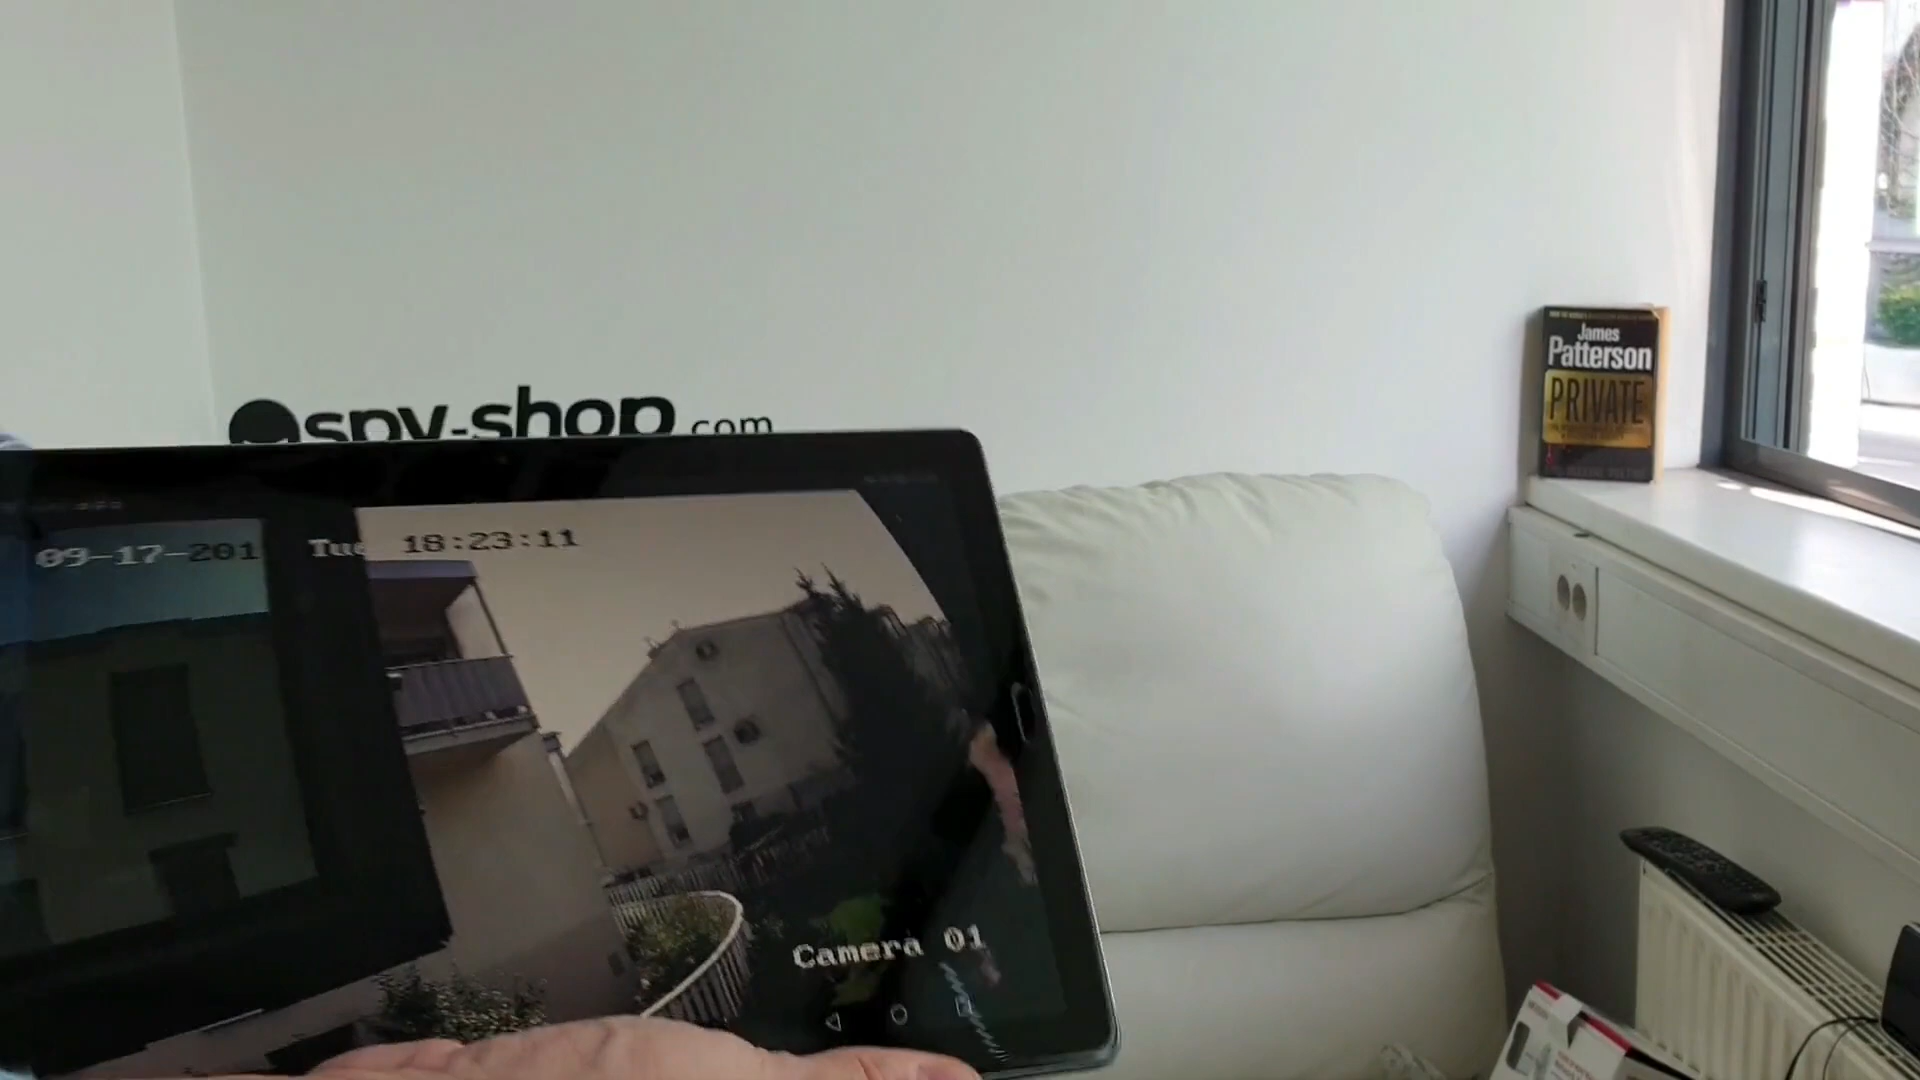 spy-shop.com
James
Patterson
PRIVATE
09-17-201 Tue 18:23:11
Camera 01